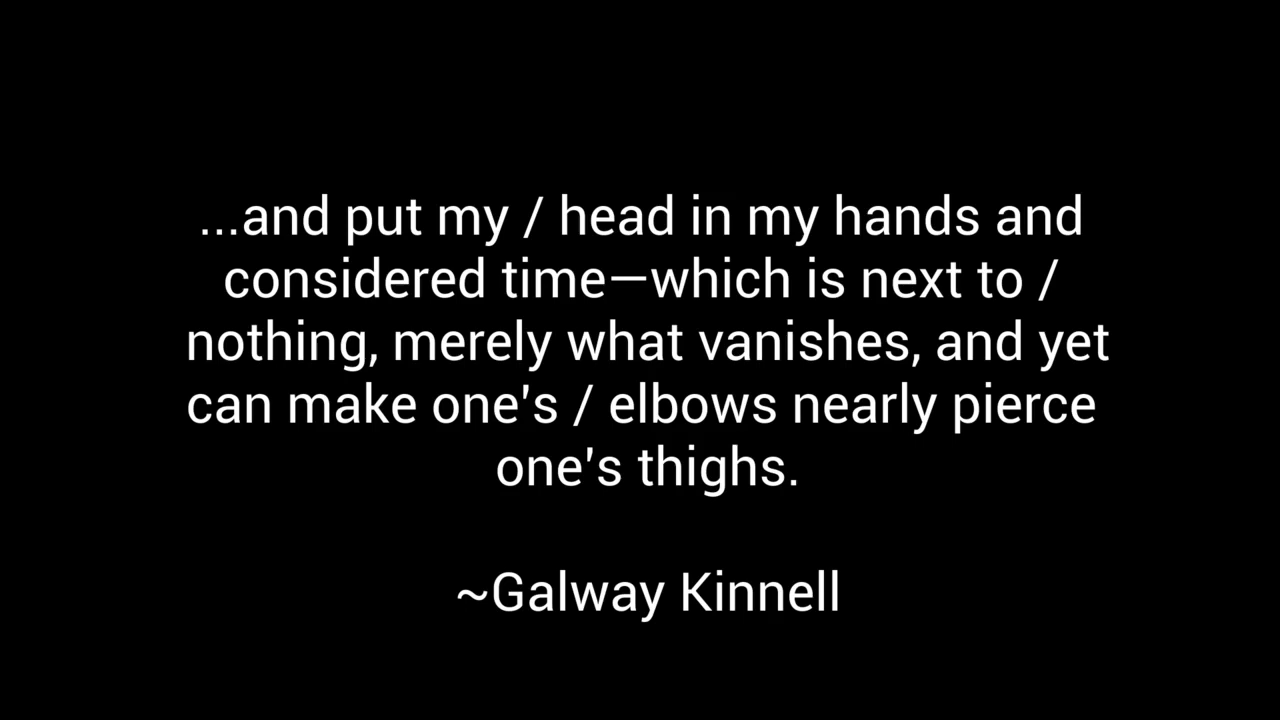 ...and put my / head in my hands and
considered time—which is next to /
nothing, merely what vanishes, and yet
can make one's / elbows nearly pierce
one's thighs.
~Galway Kinnell